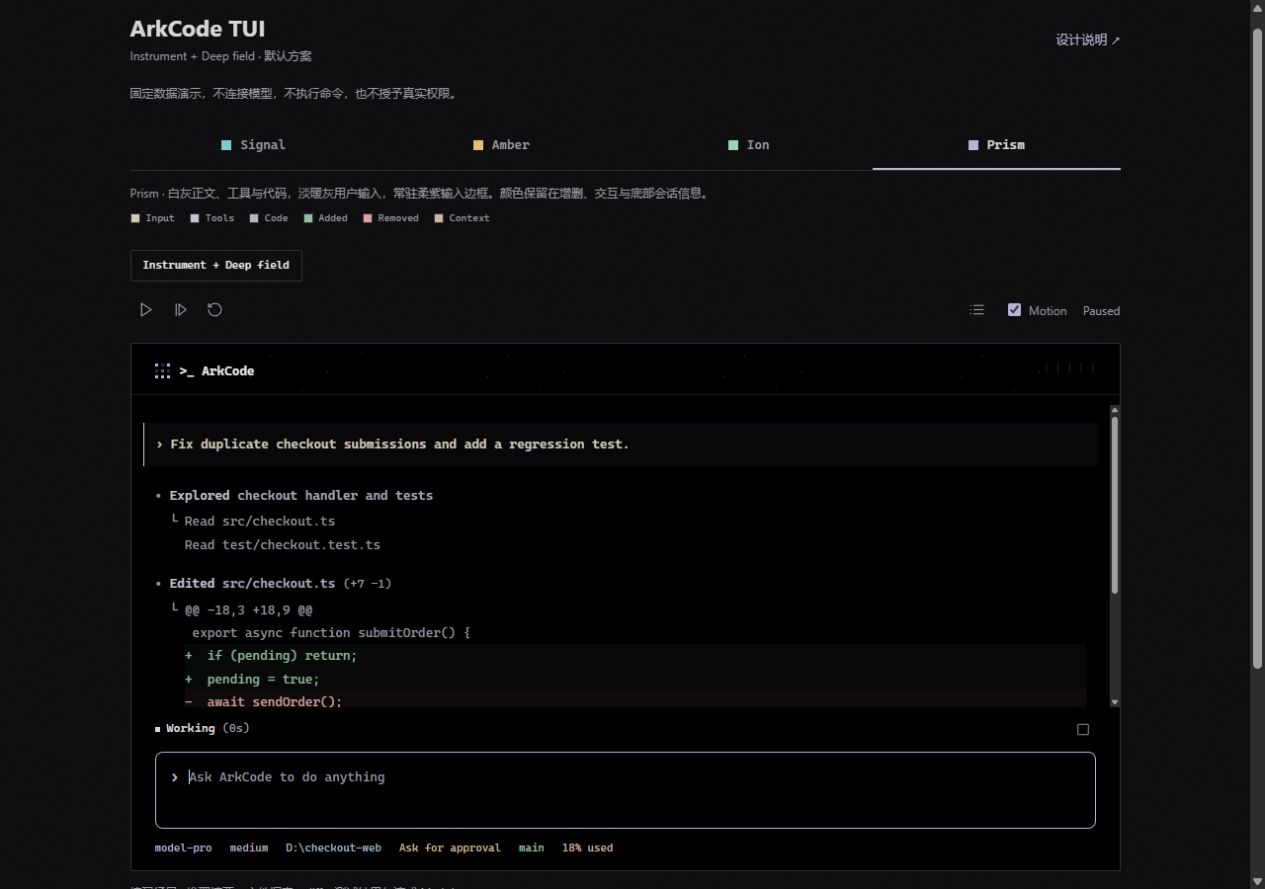 ArkCode TUI
Instrument + Deep field · 默认方案
设计说明 ↗
固定数据演示，不连接模型，不执行命令，也不授予真实权限。
Signal Amber Ion Prism
Prism · 白灰正文、工具与代码，淡暖灰用户输入，常驻柔紫输入边框。颜色保留在增删、交互与底部会话信息。
Input Tools Code Added Removed Context
Instrument + Deep field
Motion Paused
>_ ArkCode
› Fix duplicate checkout submissions and add a regression test.
• Explored checkout handler and tests
└ Read src/checkout.ts
Read test/checkout.test.ts
• Edited src/checkout.ts (+7 -1)
└ @@ -18,3 +18,9 @@
export async function submitOrder() {
+ if (pending) return;
+ pending = true;
- await sendOrder();
Working (0s)
› Ask ArkCode to do anything
model-pro medium D:\checkout-web Ask for approval main 18% used